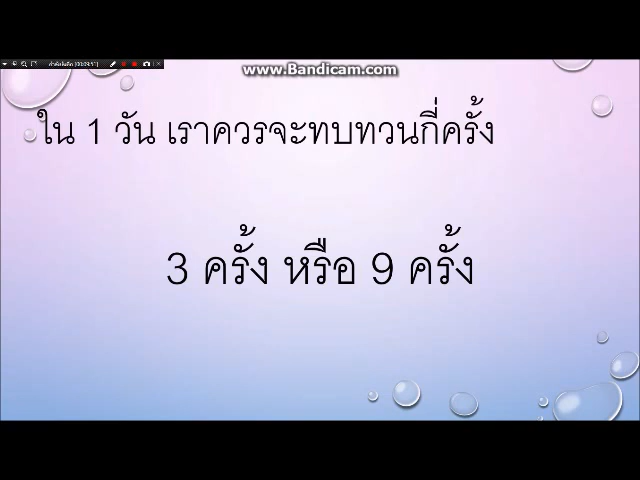 www.Bandicam.com
ใน 1 วัน เราควรจะทบทวนกี่ครั้ง
3 ครั้ง หรือ 9 ครั้ง